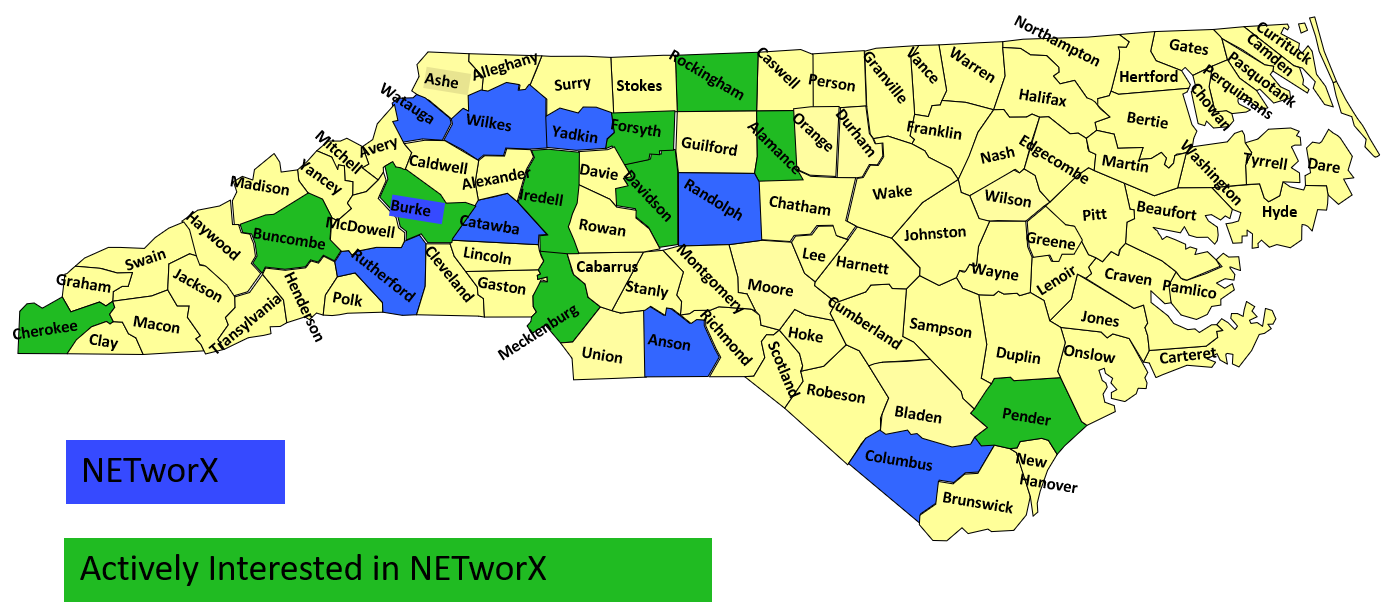 Northampton
Currituck
Alleghany
Rockingham
Caswell
Vance
Warren
Gates
Camden
Ashe
Surry
Stokes
Person
Granville
Hertford
Pasquotank
Perquimans
Watauga
Halifax
Chowan
Wilkes
Yadkin
Forsyth
Alamance
Orange
Durham
Franklin
Bertie
Mitchell
Avery
Guilford
Nash
Edgecombe
Martin
Washington
Tyrrell
Dare
Caldwell
Alexander
Davie
Madison
Yancey
Iredell
Davidson
Randolph
Chatham
Wake
Wilson
Pitt
Beaufort
Hyde
Burke
Catawba
Rowan
McDowell
Buncombe
Haywood
Johnston
Greene
Swain
Lincoln
Cleveland
Rutherford
Cabarrus
Montgomery
Lee
Harnett
Wayne
Lenoir
Craven
Pamlico
Graham
Jackson
Henderson
Gaston
Stanly
Moore
Polk
Transylvania
Cherokee
Macon
Clay
Mecklenburg
Cumberland
Sampson
Jones
Union
Anson
Richmond
Hoke
Scotland
Duplin
Onslow
Carteret
Robeson
Bladen
Pender
Columbus
New
Hanover
Brunswick
NETworX
Actively Interested in NETworX